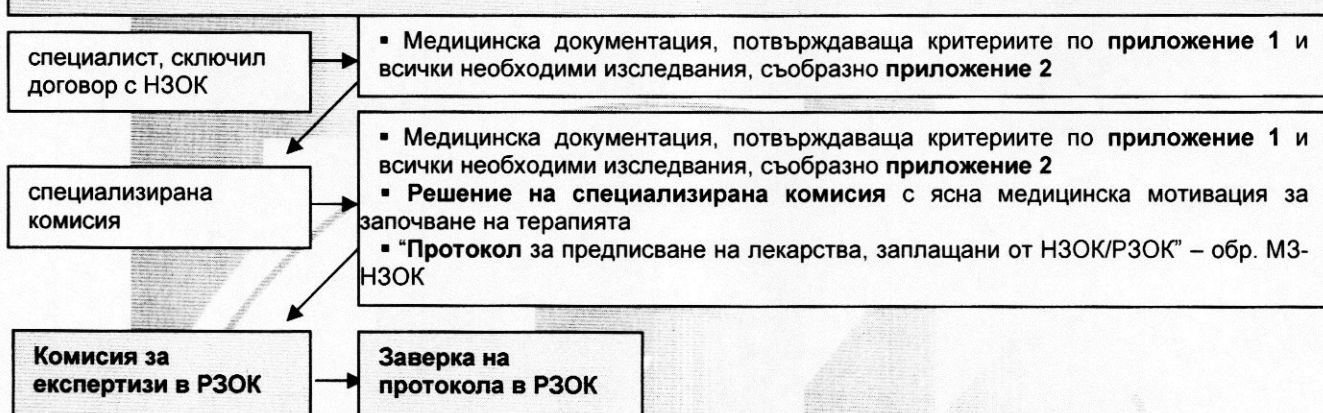 специалист, сключил
договор с НЗОК
▪ Медицинска документация, потвърждаваща критериите по приложение 1 и
всички необходими изследвания, съобразно приложение 2
специализирана
комисия
▪ Медицинска документация, потвърждаваща критериите по приложение 1 и
всички необходими изследвания, съобразно приложение 2
▪ Решение на специализирана комисия с ясна медицинска мотивация за
започване на терапията
▪ “Протокол за предписване на лекарства, заплащани от НЗОК/РЗОК” – обр. МЗ-
НЗОК
Комисия за
експертизи в РЗОК
Заверка на
протокола в РЗОК